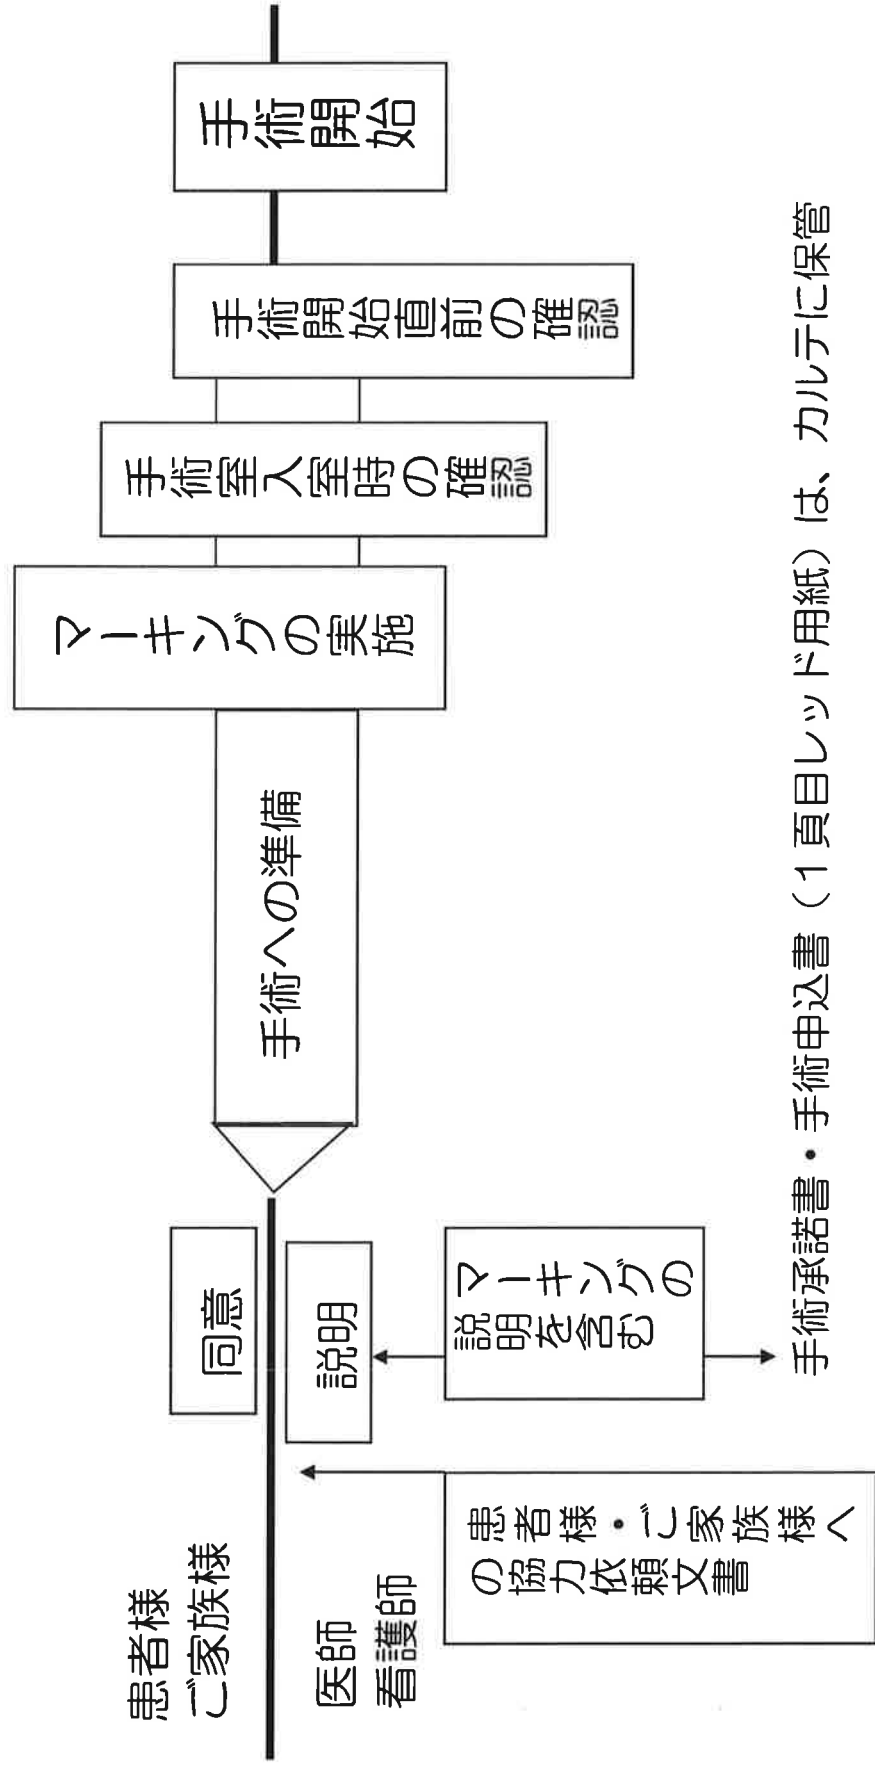 患者様
ご家族様
医師
看護師
患者様・ご家族様へ
の協力依頼文書
同意
説明
マーキングの
説明を含む
手術への準備
マーキングの実施
手術室入室時の確認
手術開始直前の確認
手術開始
手術承諾書・手術申込書（1頁目レッド用紙）は、カルテに保管